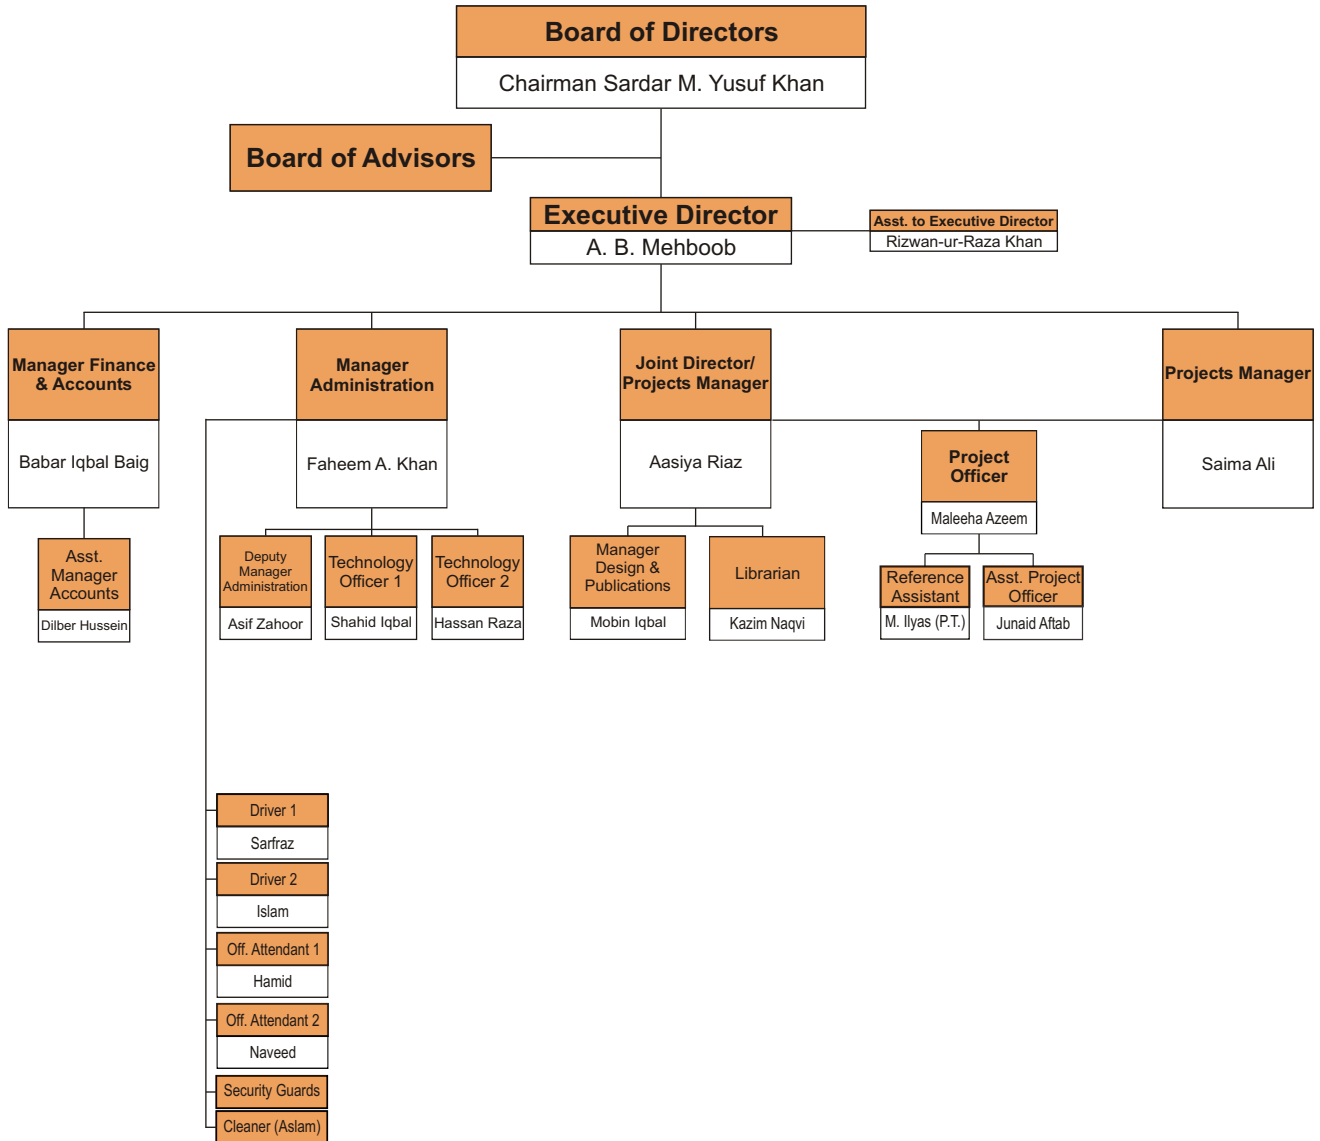 Board of Directors
Chairman Sardar M. Yusuf Khan
Board of Advisors
Executive Director
A. B. Mehboob
Asst. to Executive Director
Rizwan-ur-Raza Khan
Manager Finance
& Accounts
Babar Iqbal Baig
Manager
Administration
Faheem A. Khan
Joint Director/
Projects Manager
Aasiya Riaz
Projects Manager
Saima Ali
Project
Officer
Maleeha Azeem
Asst.
Manager
Accounts
Dilber Hussein
Deputy
Manager
Administration
Asif Zahoor
Technology
Officer 1
Shahid Iqbal
Technology
Officer 2
Hassan Raza
Manager
Design &
Publications
Mobin Iqbal
Librarian
Kazim Naqvi
Reference
Assistant
M. Ilyas (P.T.)
Asst. Project
Officer
Junaid Aftab
Driver 1
Sarfraz
Driver 2
Islam
Off. Attendant 1
Hamid
Off. Attendant 2
Naveed
Security Guards
Cleaner (Aslam)